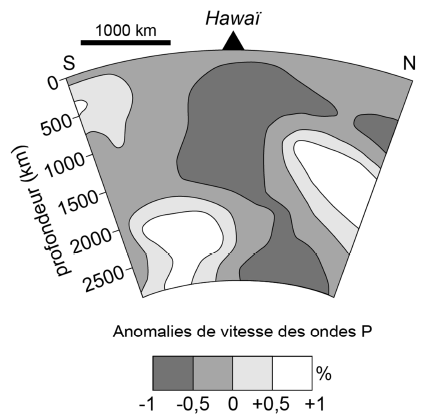 Hawaï
1000 km
S
N
0
500
1000
1500
2000
2500
profondeur (km)
Anomalies de vitesse des ondes P
%
-1 -0,5 0 +0,5 +1